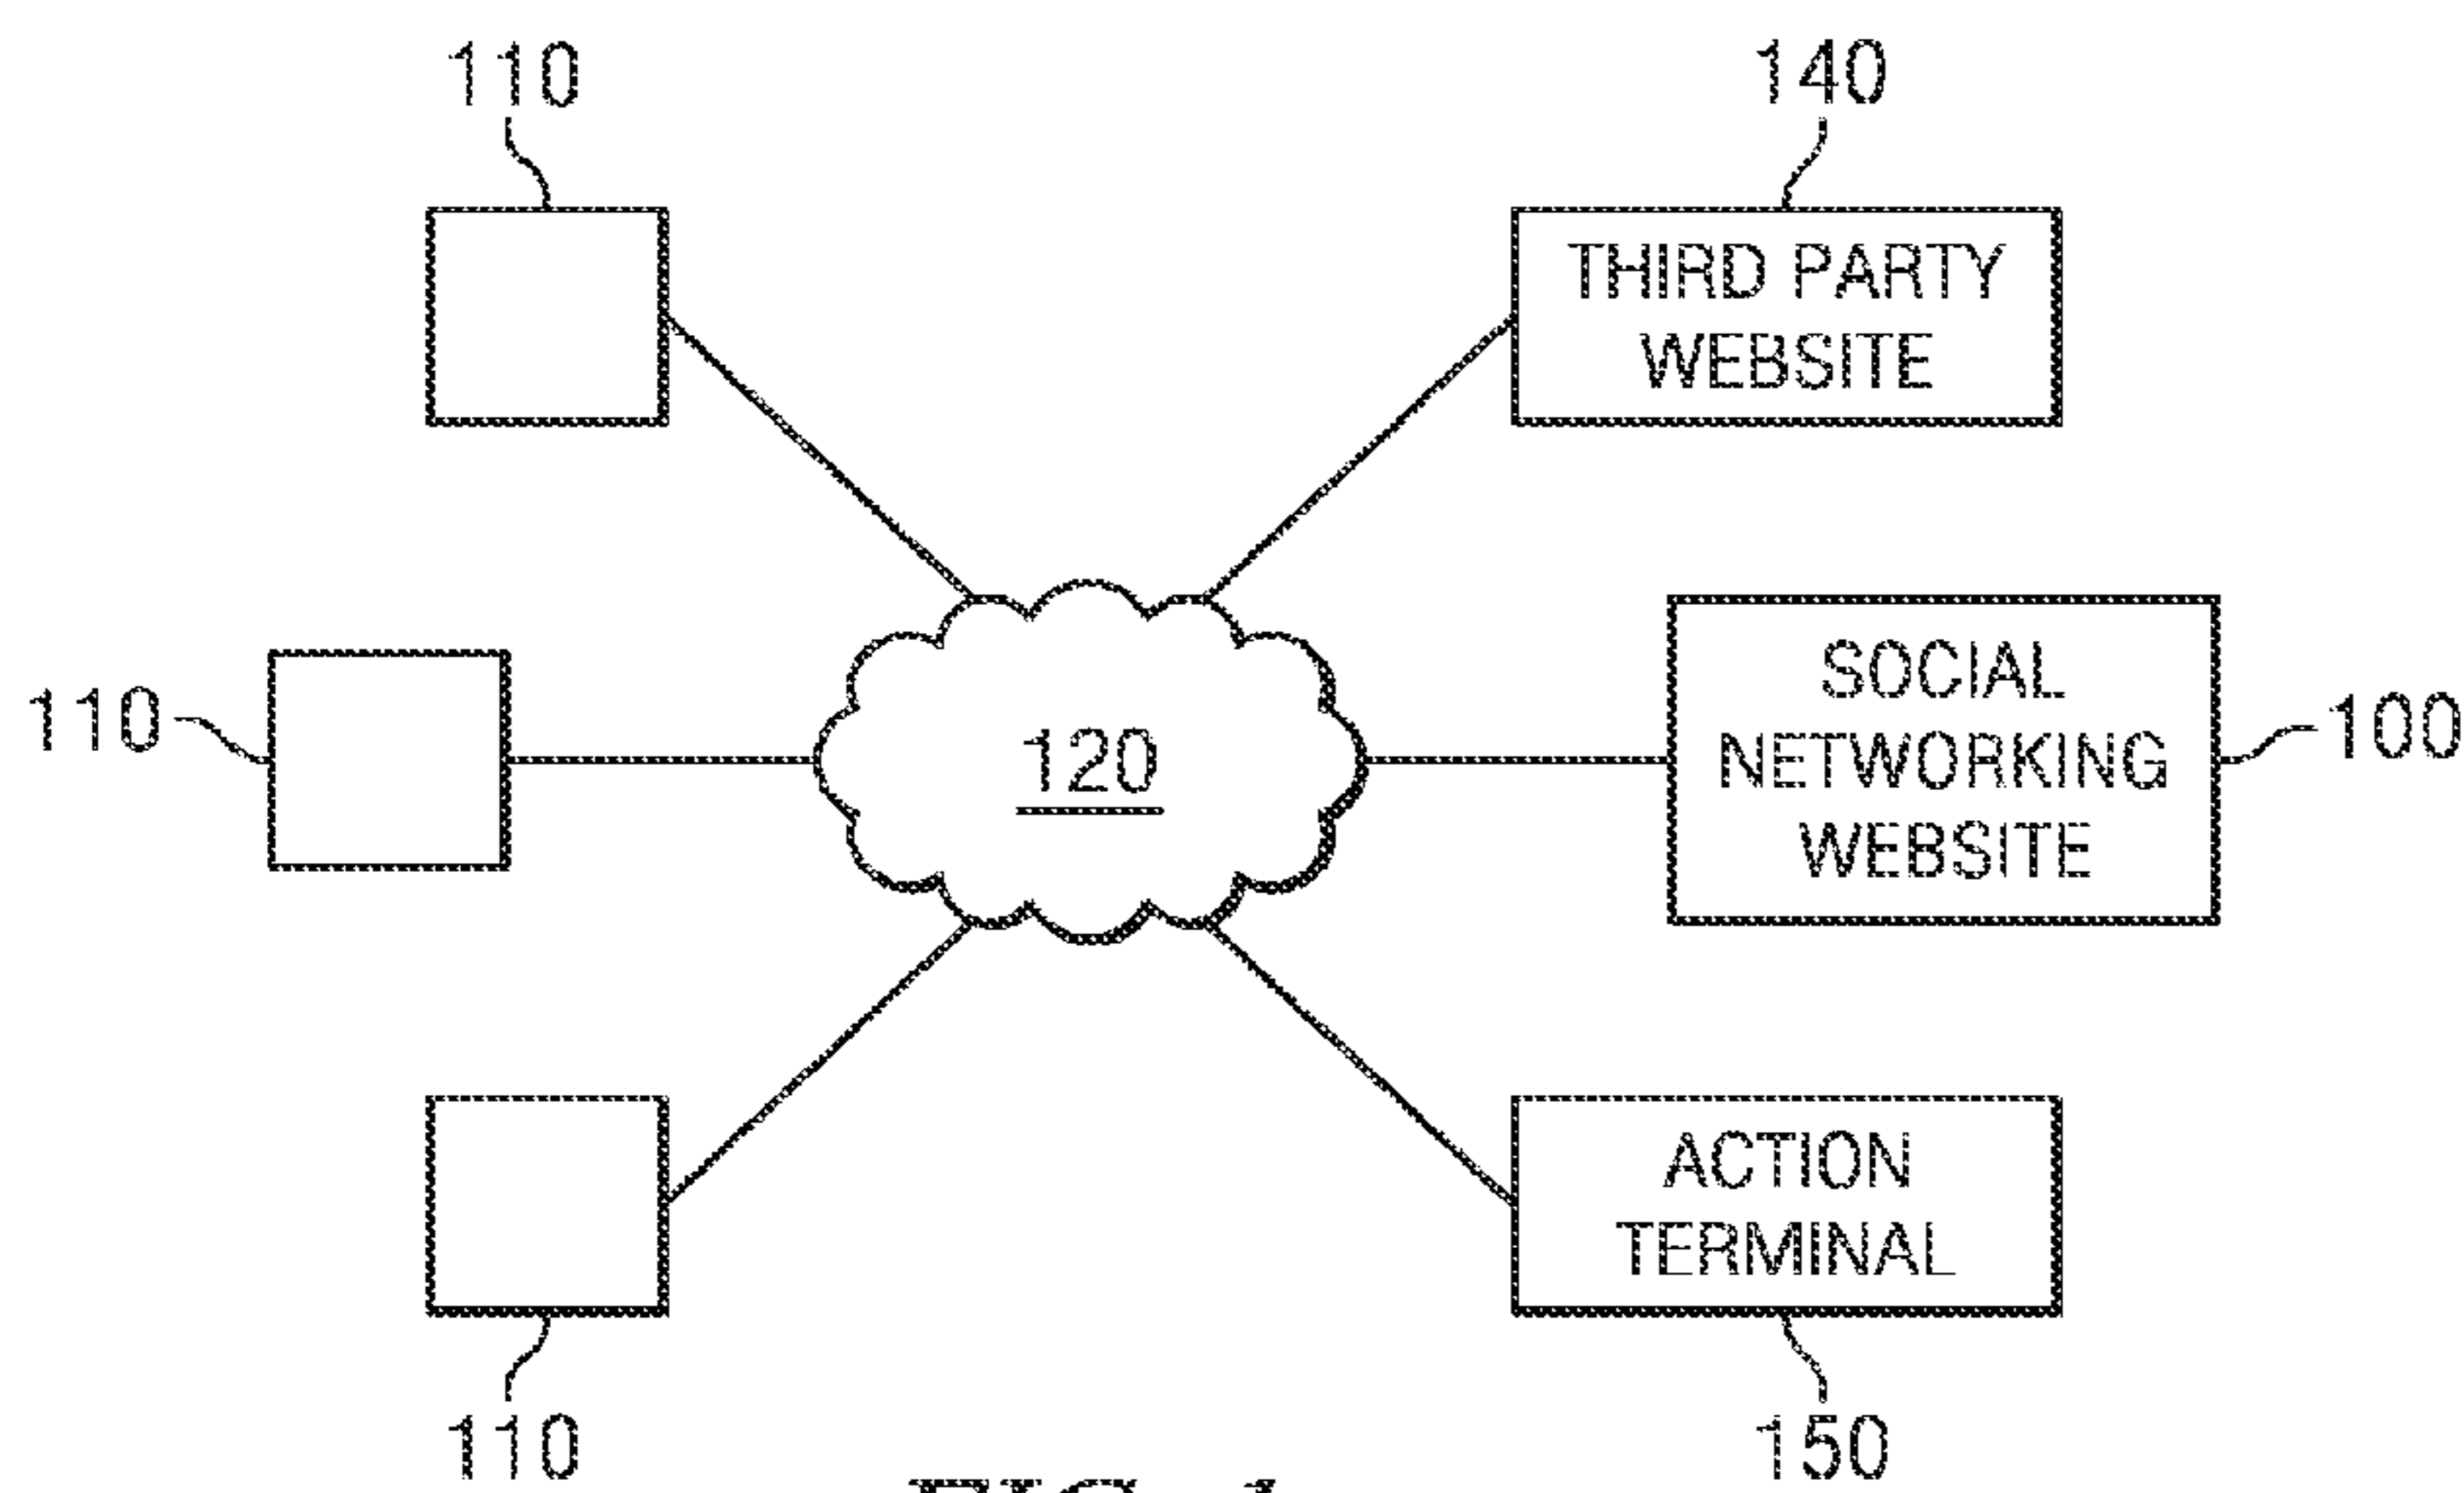 110
140
THIRD PARTY
WEBSITE
110
120
SOCIAL
NETWORKING
WEBSITE
100
ACTION
TERMINAL
110
150